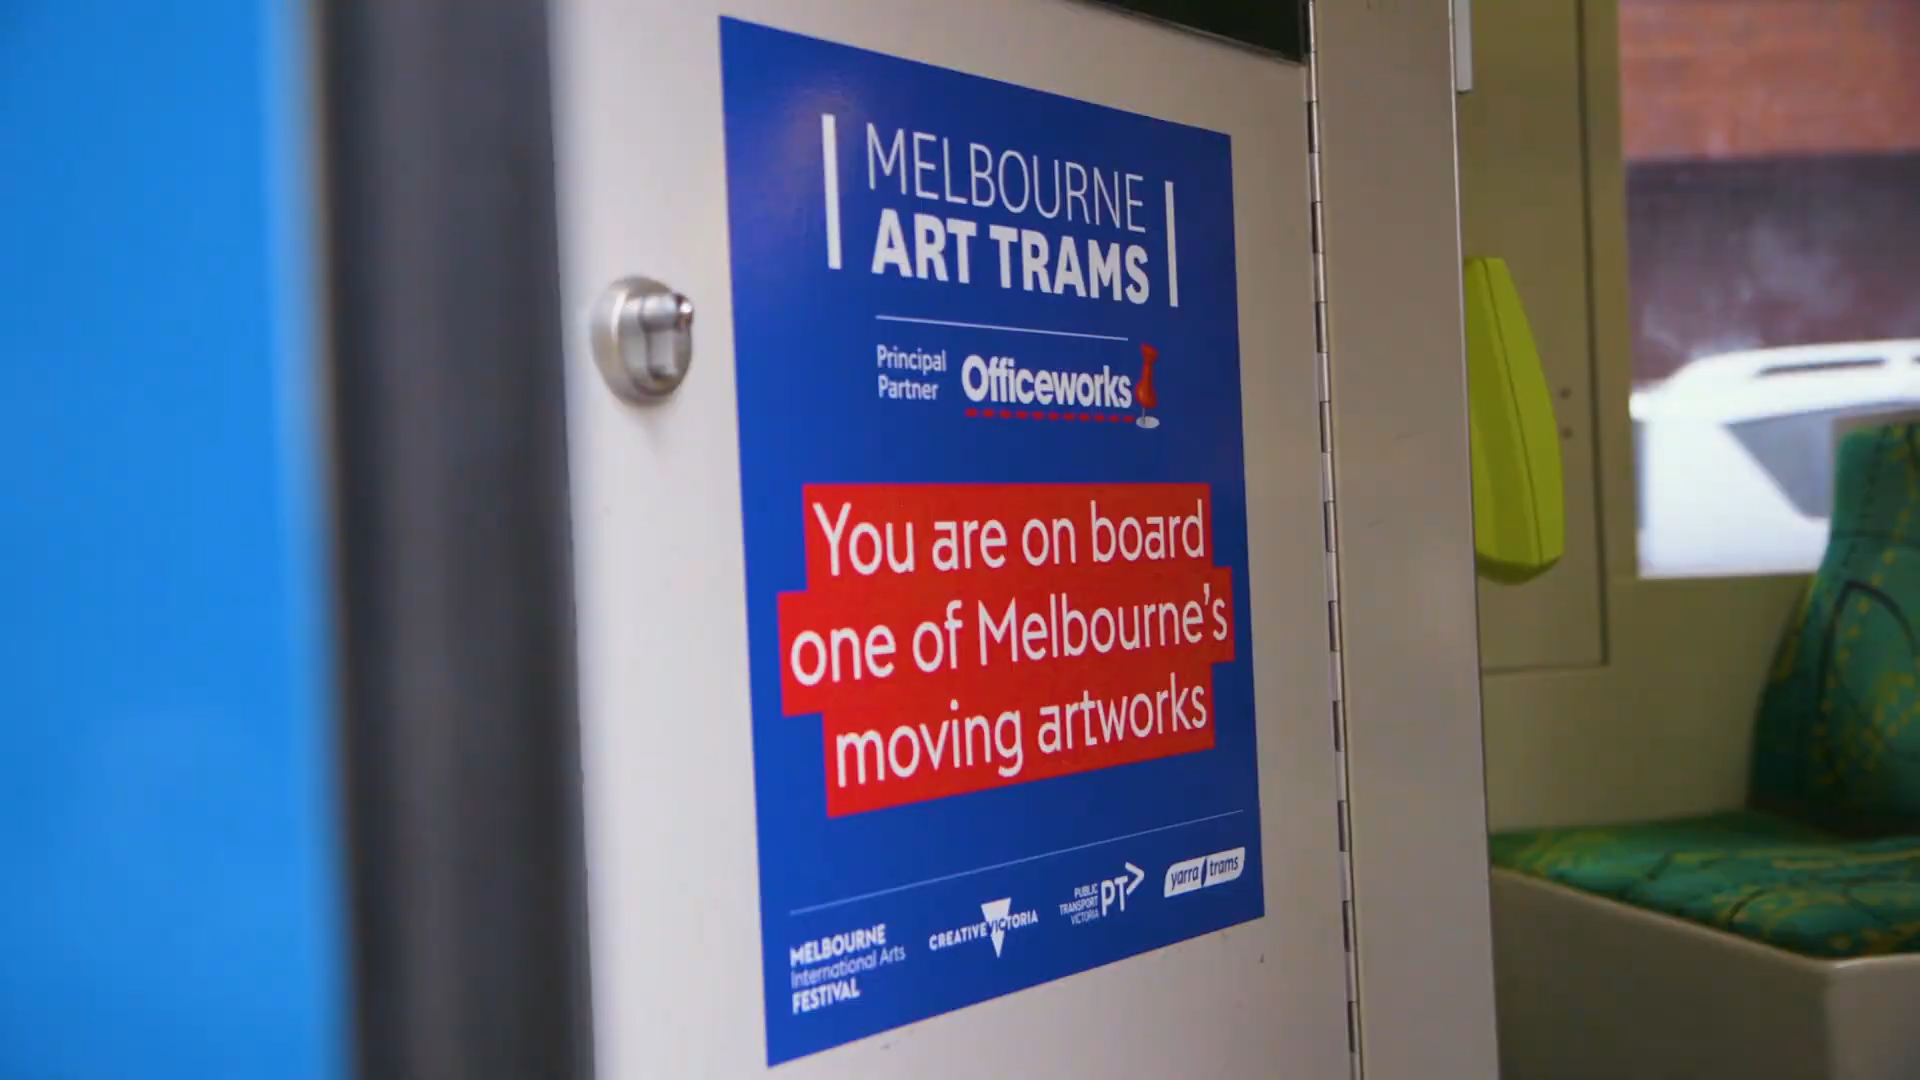 MELBOURNE
ART TRAMS
Principal
Partner
Officeworks
You are on board
one of Melbourne's
moving artworks
MELBOURNE
International Arts
FESTIVAL
CREATIVE VICTORIA
PUBLIC
TRANSPORT
VICTORIA
PT>
yarra trams